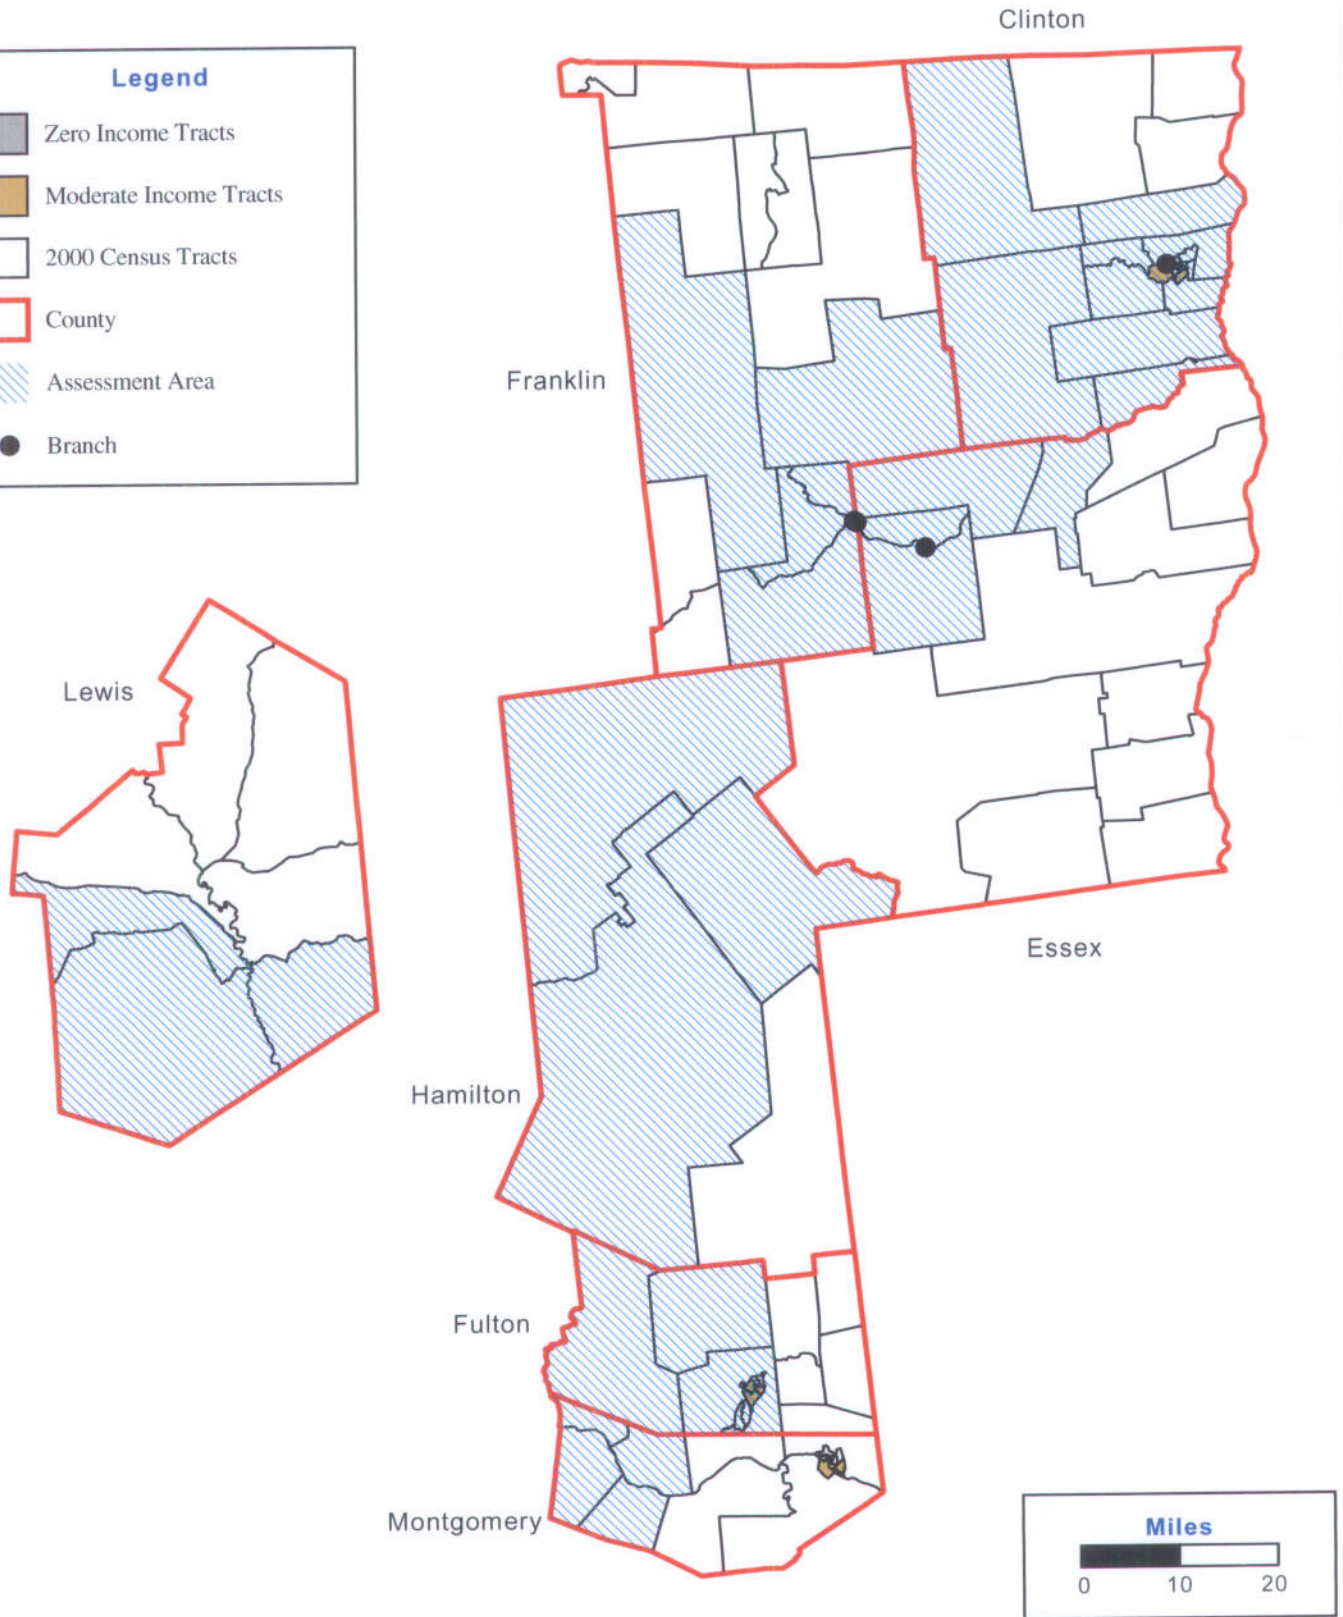 Clinton
Legend
Zero Income Tracts
Moderate Income Tracts
2000 Census Tracts
County
Assessment Area
Branch
Franklin
Lewis
Essex
Hamilton
Fulton
Montgomery
Miles
0 10 20